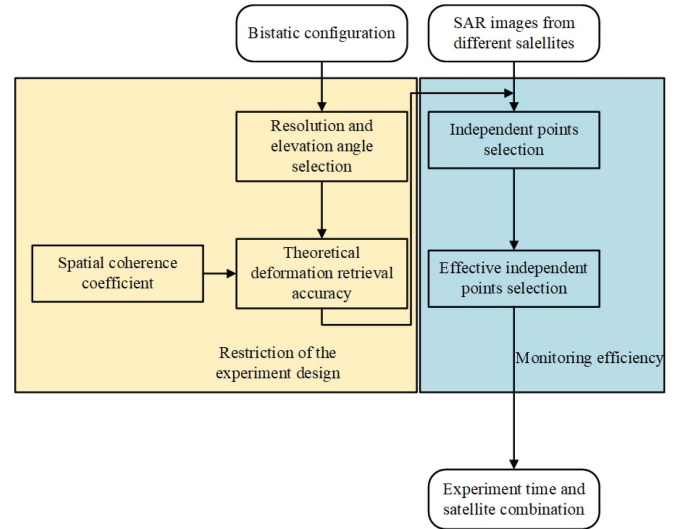 Bistatic configuration
SAR images from
different salellites
Resolution and
elevation angle
selection
Independent points
selection
Spatial coherence
coefficient
Theoretical
deformation retrieval
accuracy
Effective independent
points selection
Restriction of the
experiment design
Monitoring efficiency
Experiment time and
satellite combination